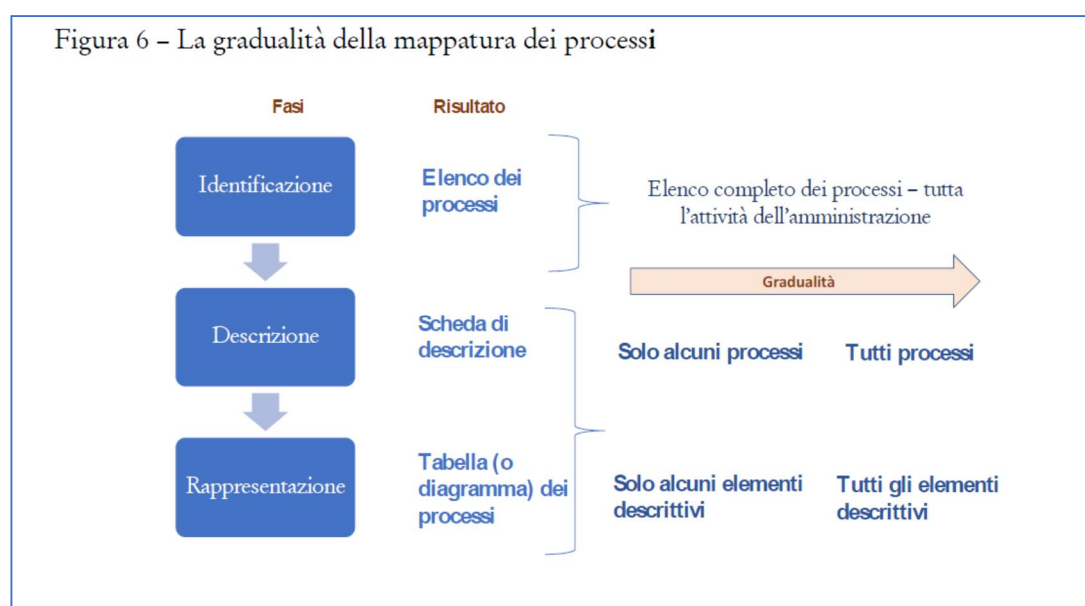 Figura 6 – La gradualità della mappatura dei processi
Fasi
Risultato
Identificazione
Elenco dei
processi
Elenco completo dei processi – tutta
l'attività dell'amministrazione
Gradualità
Descrizione
Scheda di
descrizione
Solo alcuni processi
Tutti processi
Rappresentazione
Tabella (o
diagramma) dei
processi
Solo alcuni elementi
descrittivi
Tutti gli elementi
descrittivi